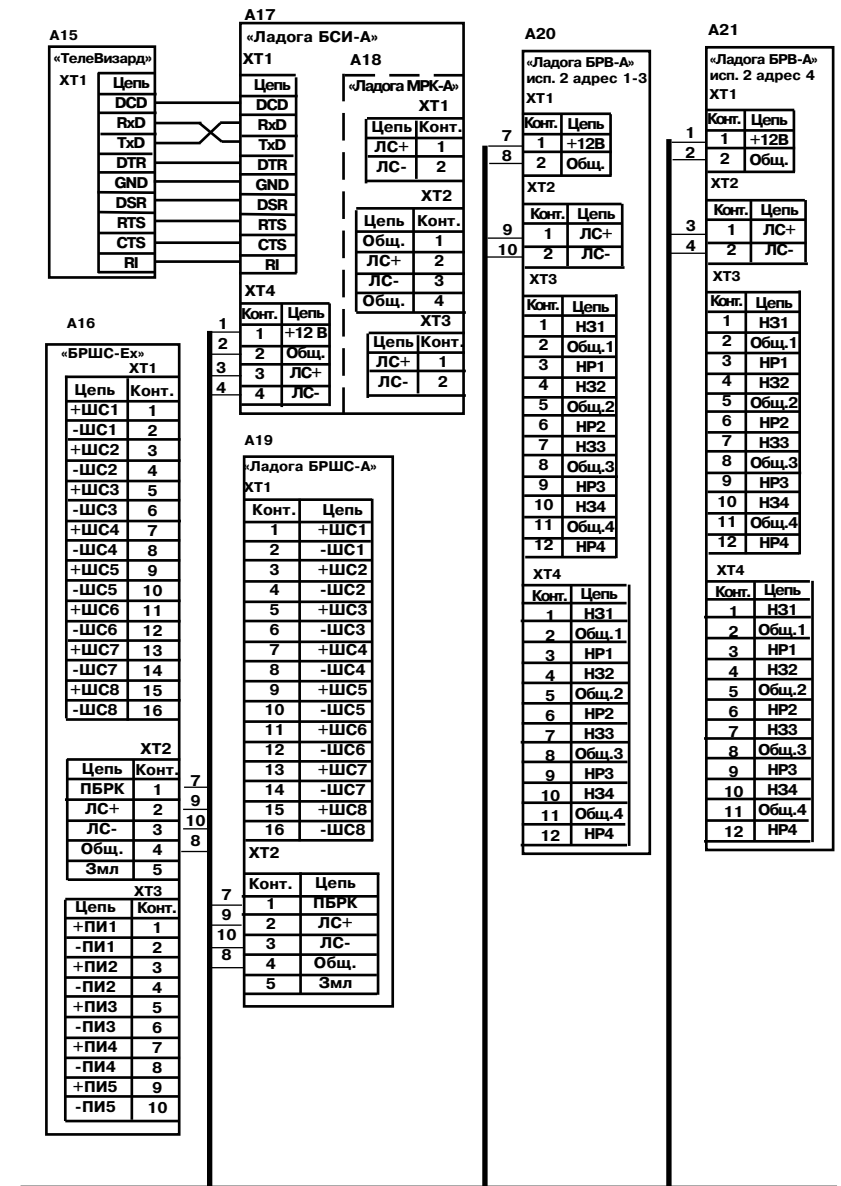 A15
«ТелеВизард»
XT1
Цепь
DCD
RxD
TxD
DTR
GND
DSR
RTS
CTS
RI
A16
«БРШС-Ех»
XT1
Цепь Конт.
+ШС1 1
-ШС1 2
+ШС2 3
-ШС2 4
+ШС3 5
-ШС3 6
+ШС4 7
-ШС4 8
+ШС5 9
-ШС5 10
+ШС6 11
-ШС6 12
+ШС7 13
-ШС7 14
+ШС8 15
-ШС8 16
XT2
Цепь Конт.
ПБРК 1 7
ЛС+ 2 9
ЛС- 3 10
Общ. 4 8
Змл 5
XT3
Цепь Конт.
+ПИ1 1
-ПИ1 2
+ПИ2 3
-ПИ2 4
+ПИ3 5
-ПИ3 6
+ПИ4 7
-ПИ4 8
+ПИ5 9
-ПИ5 10
A17
«Ладога БСИ-А»
XT1
Цепь
DCD
RxD
TxD
DTR
GND
DSR
RTS
CTS
RI
XT4
Конт. Цепь
1 1 +12 В
2 2 Общ.
3 3 ЛС+
4 4 ЛС-
A18
«Ладога МРК-А»
XT1
Цепь Конт.
ЛС+ 1
ЛС- 2
XT2
Цепь Конт.
Общ. 1
ЛС+ 2
ЛС- 3
Общ. 4
XT3
Цепь Конт.
ЛС+ 1
ЛС- 2
A19
«Ладога БРШС-А»
XT1
Конт. Цепь
1 +ШС1
2 -ШС1
3 +ШС2
4 -ШС2
5 +ШС3
6 -ШС3
7 +ШС4
8 -ШС4
9 +ШС5
10 -ШС5
11 +ШС6
12 -ШС6
13 +ШС7
14 -ШС7
15 +ШС8
16 -ШС8
XT2
Конт. Цепь
7 1 ПБРК
9 2 ЛС+
10 3 ЛС-
8 4 Общ.
5 Змл
A20
«Ладога БРВ-А»
исп. 2 адрес 1-3
XT1
Конт. Цепь
7 1 +12В
8 2 Общ.
XT2
Конт. Цепь
9 1 ЛС+
10 2 ЛС-
XT3
Конт. Цепь
1 НЗ1
2 Общ.1
3 НР1
4 НЗ2
5 Общ.2
6 НР2
7 НЗ3
8 Общ.3
9 НР3
10 НЗ4
11 Общ.4
12 НР4
XT4
Конт. Цепь
1 НЗ1
2 Общ.1
3 НР1
4 НЗ2
5 Общ.2
6 НР2
7 НЗ3
8 Общ.3
9 НР3
10 НЗ4
11 Общ.4
12 НР4
A21
«Ладога БРВ-А»
исп. 2 адрес 4
XT1
Конт. Цепь
1 1 +12В
2 2 Общ.
XT2
Конт. Цепь
3 1 ЛС+
4 2 ЛС-
XT3
Конт. Цепь
1 НЗ1
2 Общ.1
3 НР1
4 НЗ2
5 Общ.2
6 НР2
7 НЗ3
8 Общ.3
9 НР3
10 НЗ4
11 Общ.4
12 НР4
XT4
Конт. Цепь
1 НЗ1
2 Общ.1
3 НР1
4 НЗ2
5 Общ.2
6 НР2
7 НЗ3
8 Общ.3
9 НР3
10 НЗ4
11 Общ.4
12 НР4